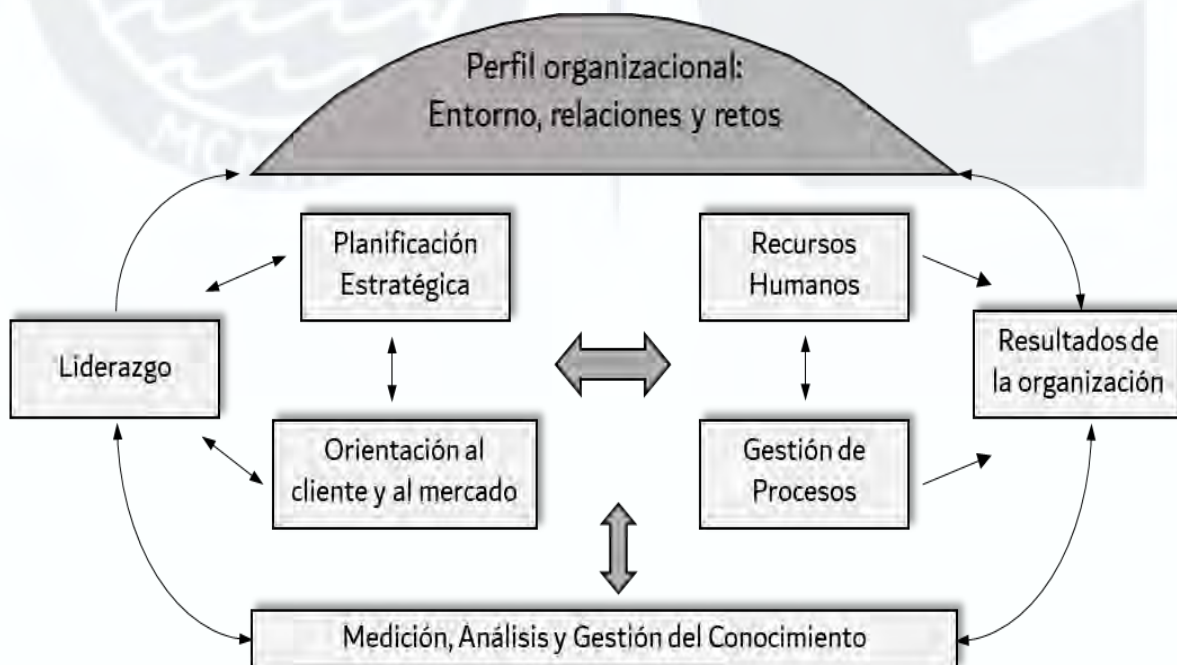 Perfil organizacional:
Entorno, relaciones y retos
Planificación
Estratégica
Recursos
Humanos
Liderazgo
Resultados de
la organización
Orientación al
cliente y al mercado
Gestión de
Procesos
Medición, Análisis y Gestión del Conocimiento